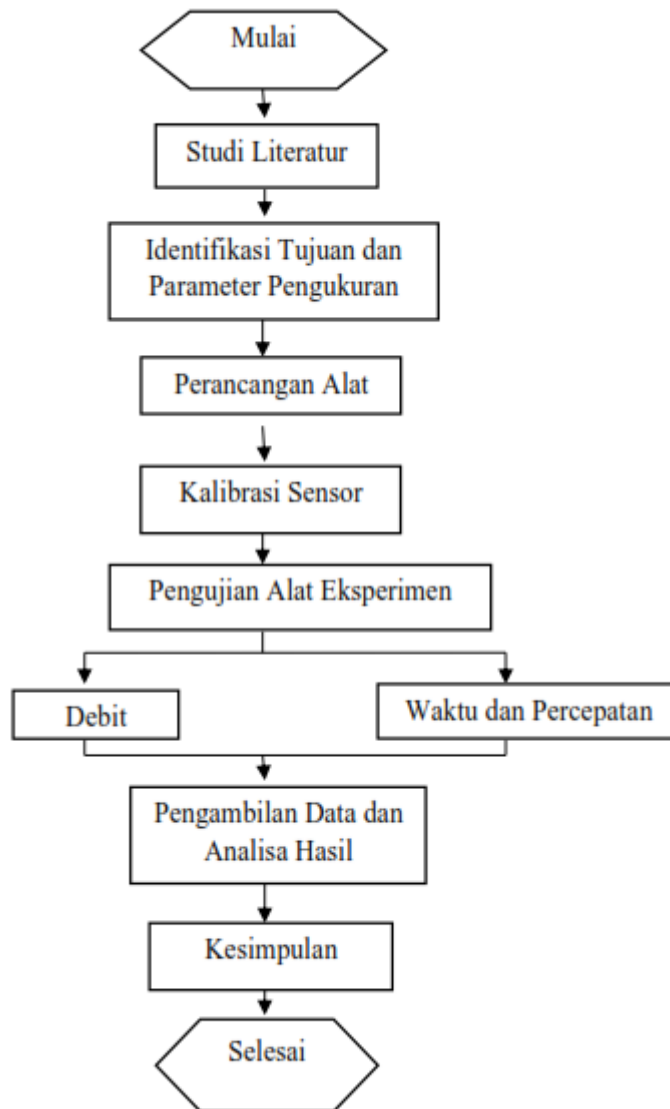 Mulai
Studi Literatur
Identifikasi Tujuan dan
Parameter Pengukuran
Perancangan Alat
Kalibrasi Sensor
Pengujian Alat Eksperimen
Debit
Waktu dan Percepatan
Pengambilan Data dan
Analisa Hasil
Kesimpulan
Selesai